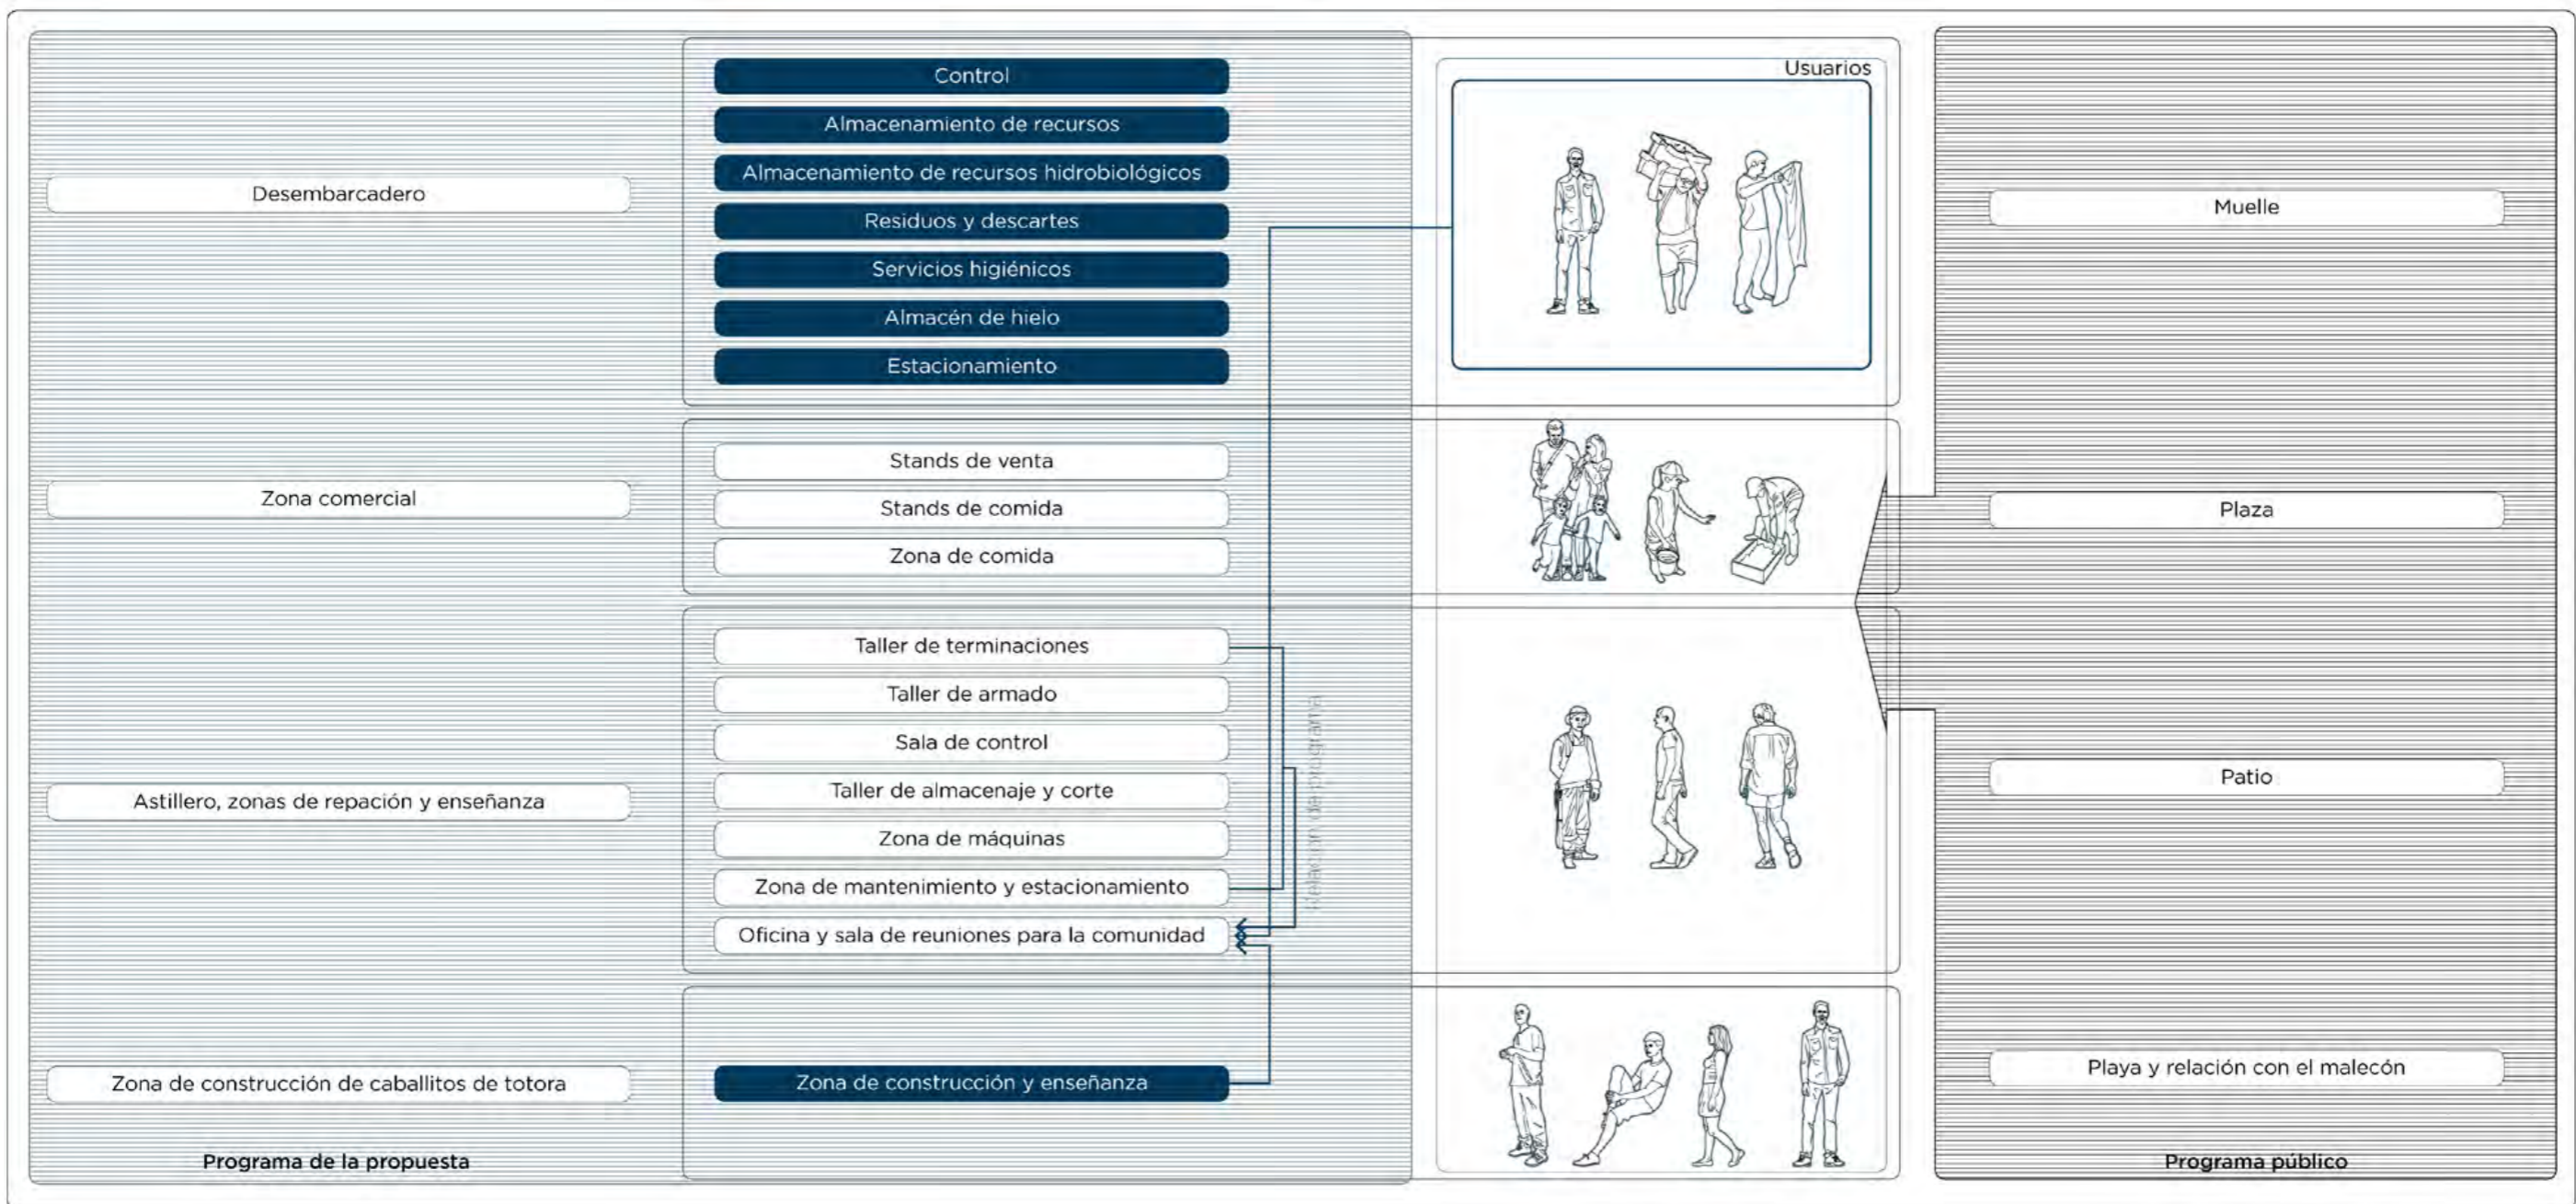 Usuarios
Desembarcadero
Control
Almacenamiento de recursos
Almacenamiento de recursos hidrobiológicos
Residuos y descartes
Servicios higiénicos
Almacén de hielo
Estacionamiento
Zona comercial
Stands de venta
Stands de comida
Zona de comida
Astillero, zonas de repación y enseñanza
Taller de terminaciones
Taller de armado
Sala de control
Taller de almacenaje y corte
Zona de máquinas
Zona de mantenimiento y estacionamiento
Oficina y sala de reuniones para la comunidad
Relación de programa
Zona de construcción de caballitos de totora
Zona de construcción y enseñanza
Programa de la propuesta
Muelle
Plaza
Patio
Playa y relación con el malecón
Programa público